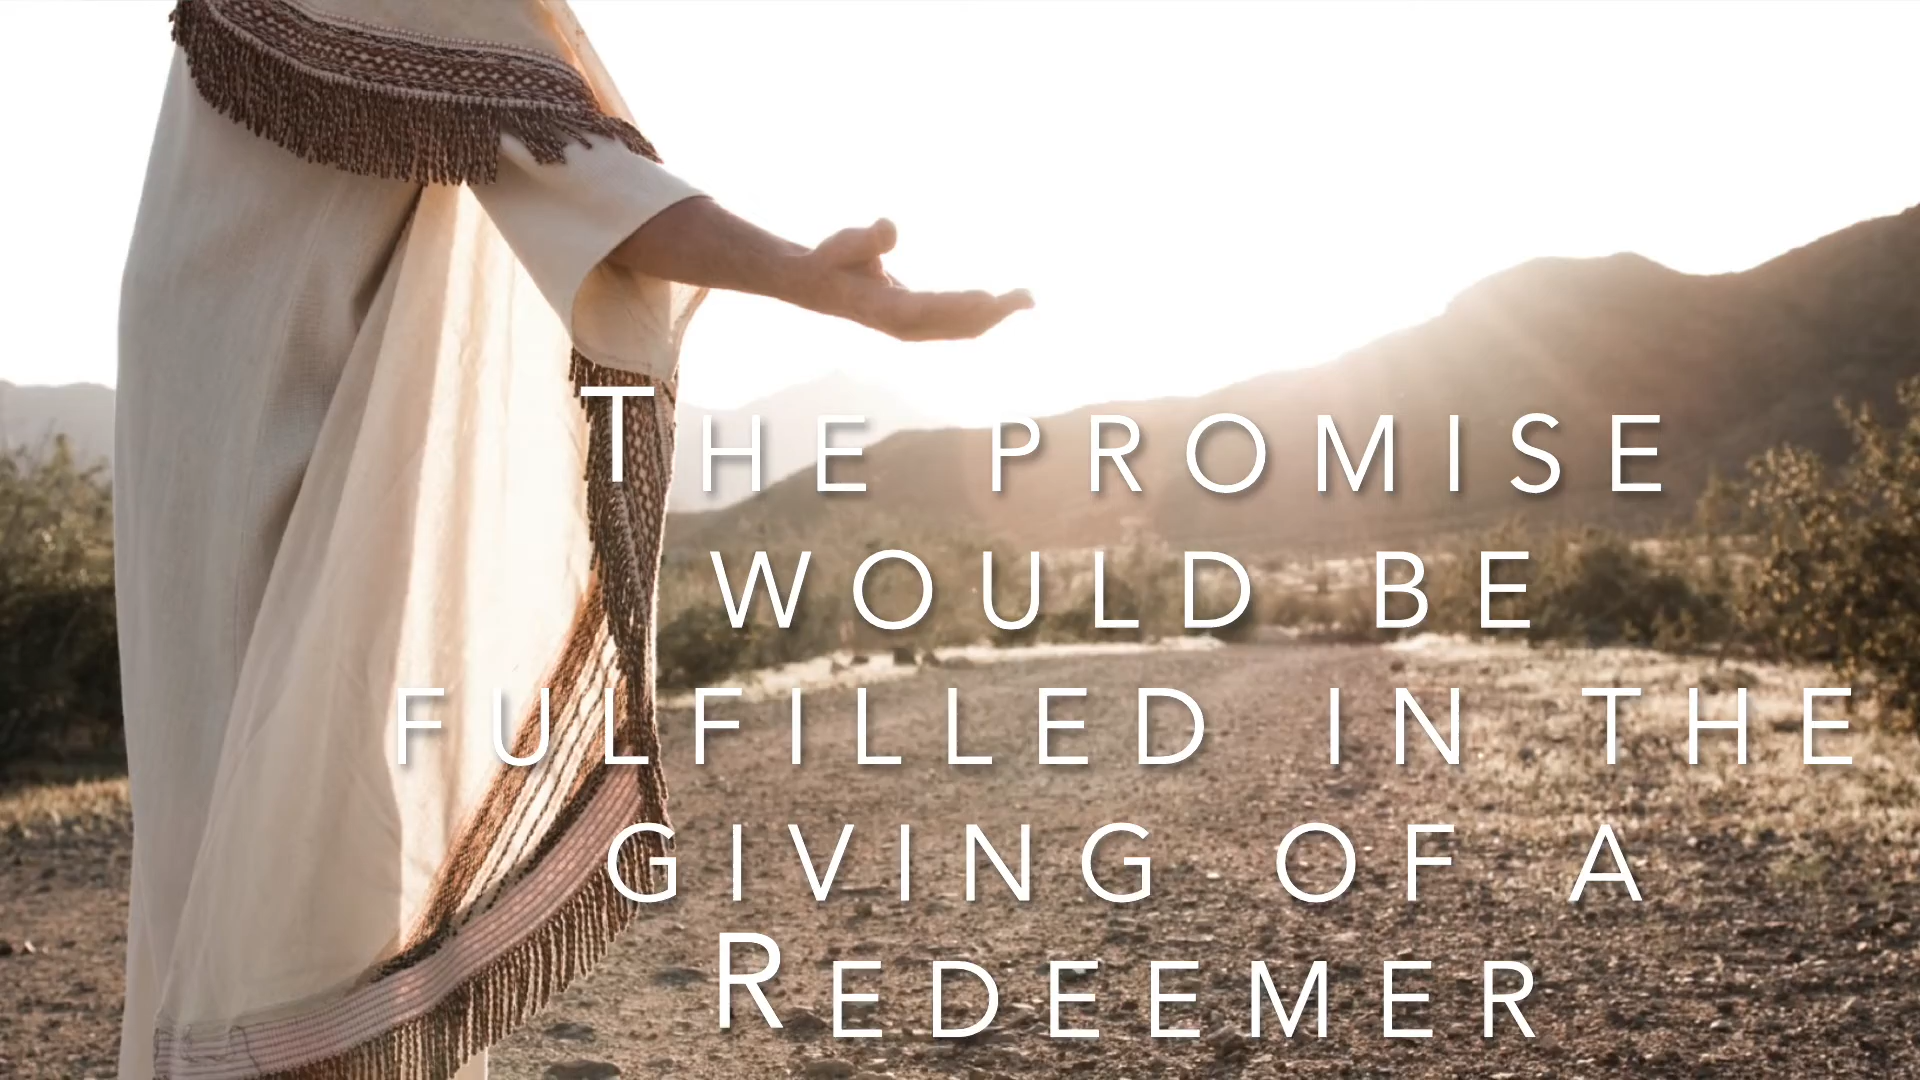 The promise
would be
fulfilled in the
giving of a
Redeemer